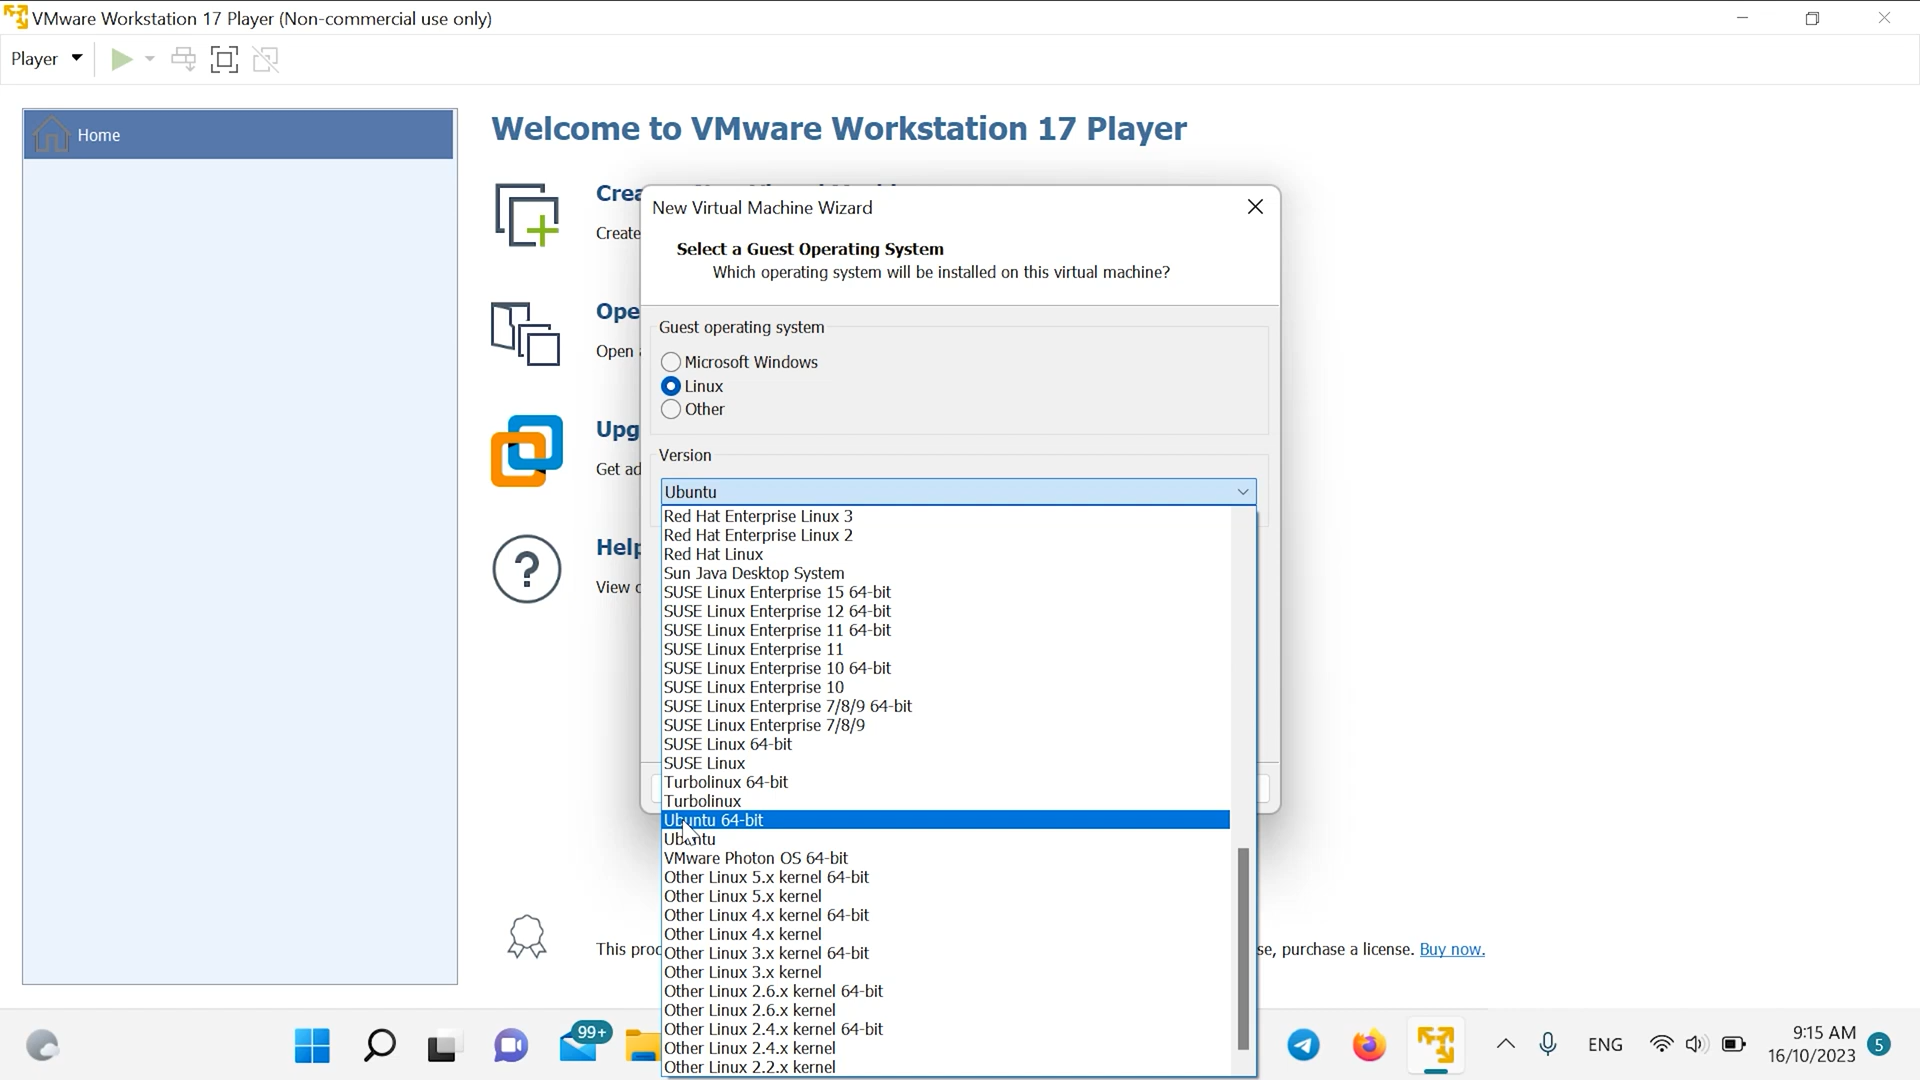 VMware Workstation 17 Player (Non-commercial use only)
Player
Home
Welcome to VMware Workstation 17 Player
Create
New Virtual Machine Wizard
Select a Guest Operating System
Which operating system will be installed on this virtual machine?
Guest operating system
Microsoft Windows
Linux
Other
Version
Ubuntu
Red Hat Enterprise Linux 3
Red Hat Enterprise Linux 2
Red Hat Linux
Sun Java Desktop System
SUSE Linux Enterprise 15 64-bit
SUSE Linux Enterprise 12 64-bit
SUSE Linux Enterprise 11 64-bit
SUSE Linux Enterprise 11
SUSE Linux Enterprise 10 64-bit
SUSE Linux Enterprise 10
SUSE Linux Enterprise 7/8/9 64-bit
SUSE Linux Enterprise 7/8/9
SUSE Linux 64-bit
SUSE Linux
Turbolinux 64-bit
Turbolinux
Ubuntu 64-bit
Ubuntu
VMware Photon OS 64-bit
Other Linux 5.x kernel 64-bit
Other Linux 5.x kernel
Other Linux 4.x kernel 64-bit
Other Linux 4.x kernel
Other Linux 3.x kernel 64-bit
Other Linux 3.x kernel
Other Linux 2.6.x kernel 64-bit
Other Linux 2.6.x kernel
Other Linux 2.4.x kernel 64-bit
Other Linux 2.4.x kernel
Other Linux 2.2.x kernel
Open
View
Get
This
purchase a license. Buy now.
99+
ENG
9:15 AM
16/10/2023
5